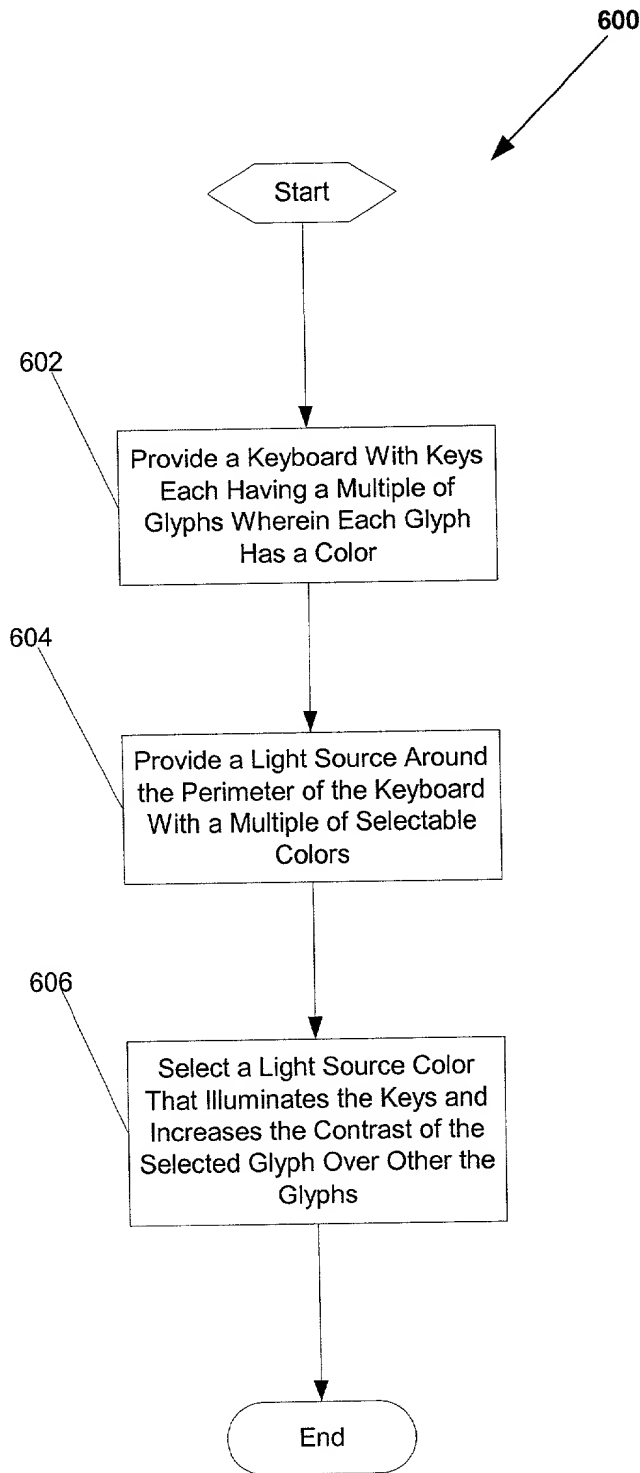 600
Start
602
Provide a Keyboard With Keys
Each Having a Multiple of
Glyphs Wherein Each Glyph
Has a Color
604
Provide a Light Source Around
the Perimeter of the Keyboard
With a Multiple of Selectable
Colors
606
Select a Light Source Color
That Illuminates the Keys and
Increases the Contrast of the
Selected Glyph Over Other the
Glyphs
End